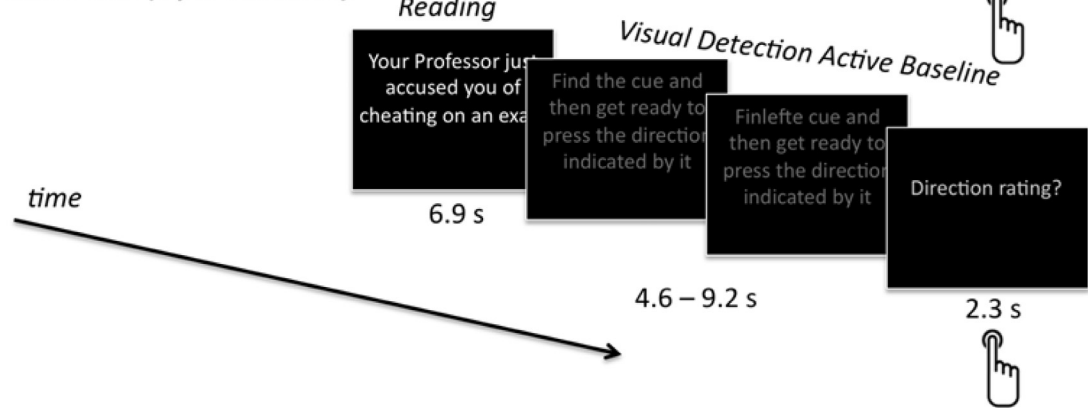 Reading
Visual Detection Active Baseline
Your Professor just
accused you of
cheating on an exa
Find the cue and
then get ready to
press the direction
indicated by it
Finlefte cue and
then get ready to
press the direction
indicated by it
Direction rating?
time
6.9 s
4.6 – 9.2 s
2.3 s